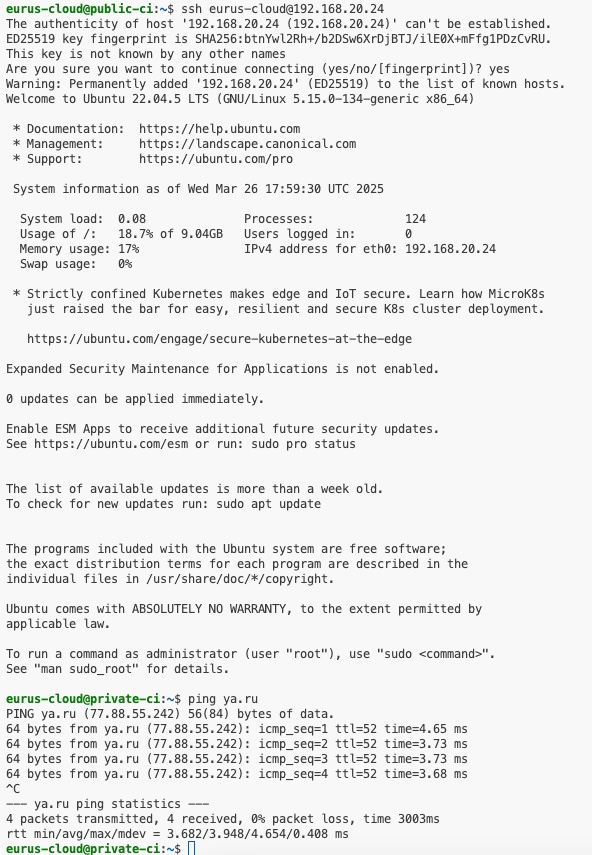 eurus-cloud@public-ci:~$ ssh eurus-cloud@192.168.20.24
The authenticity of host '192.168.20.24 (192.168.20.24)' can't be established.
ED25519 key fingerprint is SHA256:btnYwl2Rh+/b2DSw6XrDjBTJ/ilE0X+mFfg1PDzCvRU.
This key is not known by any other names
Are you sure you want to continue connecting (yes/no/[fingerprint])? yes
Warning: Permanently added '192.168.20.24' (ED25519) to the list of known hosts.
Welcome to Ubuntu 22.04.5 LTS (GNU/Linux 5.15.0-134-generic x86_64)

 * Documentation:  https://help.ubuntu.com
 * Management:     https://landscape.canonical.com
 * Support:        https://ubuntu.com/pro

 System information as of Wed Mar 26 17:59:30 UTC 2025

  System load:  0.08              Processes:             124
  Usage of /:   18.7% of 9.04GB   Users logged in:       0
  Memory usage: 17%               IPv4 address for eth0: 192.168.20.24
  Swap usage:   0%

 * Strictly confined Kubernetes makes edge and IoT secure. Learn how MicroK8s
   just raised the bar for easy, resilient and secure K8s cluster deployment.

   https://ubuntu.com/engage/secure-kubernetes-at-the-edge

Expanded Security Maintenance for Applications is not enabled.

0 updates can be applied immediately.

Enable ESM Apps to receive additional future security updates.
See https://ubuntu.com/esm or run: sudo pro status


The list of available updates is more than a week old.
To check for new updates run: sudo apt update


The programs included with the Ubuntu system are free software;
the exact distribution terms for each program are described in the
individual files in /usr/share/doc/*/copyright.

Ubuntu comes with ABSOLUTELY NO WARRANTY, to the extent permitted by
applicable law.

To run a command as administrator (user "root"), use "sudo <command>".
See "man sudo_root" for details.

eurus-cloud@private-ci:~$ ping ya.ru
PING ya.ru (77.88.55.242) 56(84) bytes of data.
64 bytes from ya.ru (77.88.55.242): icmp_seq=1 ttl=52 time=4.65 ms
64 bytes from ya.ru (77.88.55.242): icmp_seq=2 ttl=52 time=3.73 ms
64 bytes from ya.ru (77.88.55.242): icmp_seq=3 ttl=52 time=3.73 ms
64 bytes from ya.ru (77.88.55.242): icmp_seq=4 ttl=52 time=3.68 ms
^C
--- ya.ru ping statistics ---
4 packets transmitted, 4 received, 0% packet loss, time 3003ms
rtt min/avg/max/mdev = 3.682/3.948/4.654/0.408 ms
eurus-cloud@private-ci:~$